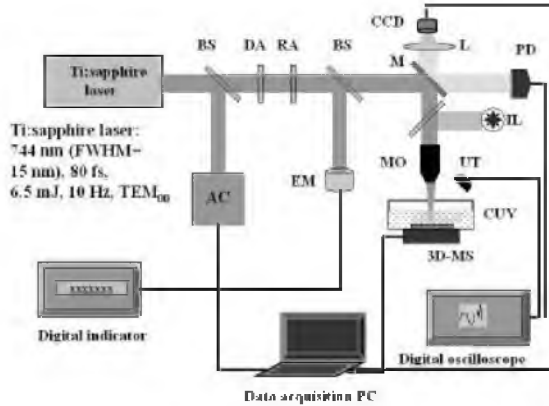 CCD
BS DA RA BS
L
M
PD
Ti:sapphire
laser
IL
Ti:sapphire laser:
744 nm (FWHM=
15 nm), 80 fs,
6.5 mJ, 10 Hz, TEM₀₀
MO
UT
EM
AC
CUV
3D-MS
xxxxxxx
Digital indicator
Digital oscilloscope
Data acquisition PC